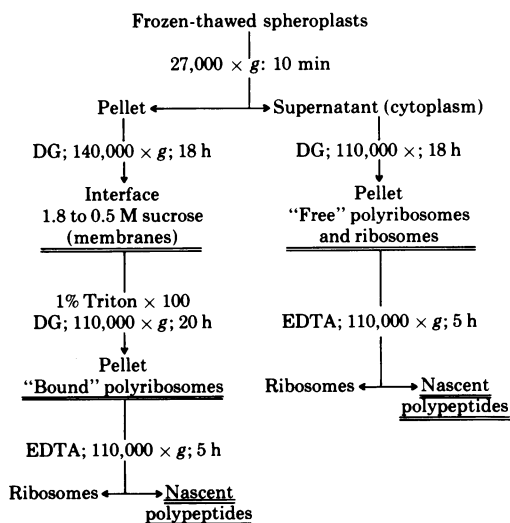 Frozen-thawed spheroplasts
27,000 × g: 10 min
Pellet
Supernatant (cytoplasm)
DG; 140,000 × g; 18 h
DG; 110,000 ×; 18 h
Interface
1.8 to 0.5 M sucrose
(membranes)
Pellet
“Free” polyribosomes
and ribosomes
1% Triton × 100
DG; 110,000 × g; 20 h
EDTA; 110,000 × g; 5 h
Pellet
“Bound” polyribosomes
Ribosomes
Nascent
polypeptides
EDTA; 110,000 × g; 5 h
Ribosomes
Nascent
polypeptides